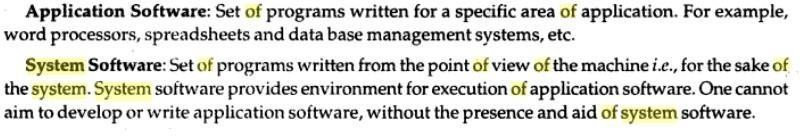 Application Software: Set of programs written for a specific area of application. For example,
word processors, spreadsheets and data base management systems, etc.
System Software: Set of programs written from the point of view of the machine i.e., for the sake of
the system. System software provides environment for execution of application software. One cannot
aim to develop or write application software, without the presence and aid of system software.